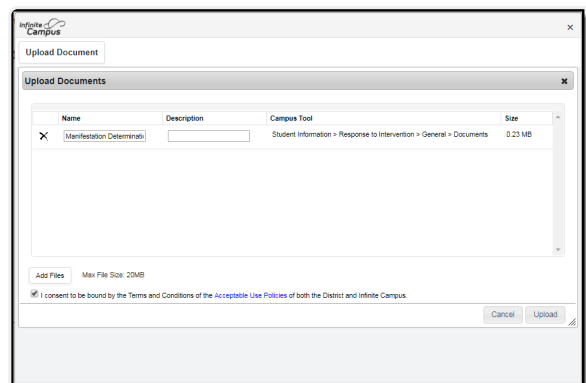 Infinite
Campus
Upload Document
Upload Documents
Name Description Campus Tool Size
Manifestation Determinati Student Information > Response to Intervention > General > Documents 0.23 MB
Add Files Max File Size: 20MB
I consent to be bound by the Terms and Conditions of the Acceptable Use Policies of both the District and Infinite Campus.
Cancel Upload